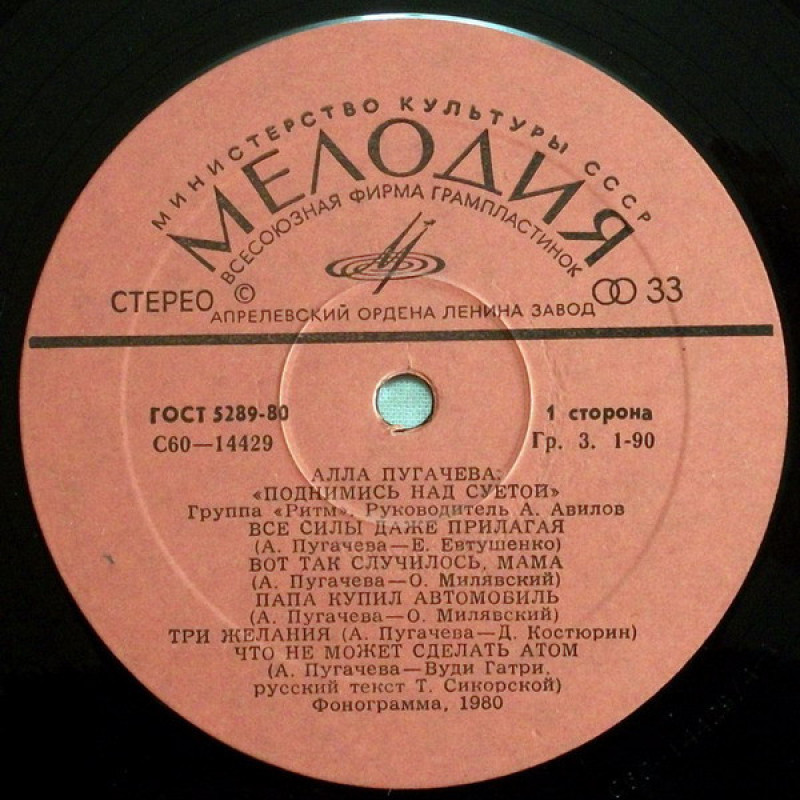 МИНИСТЕРСТВО КУЛЬТУРЫ СССР
МЕЛОДИЯ
ВСЕСОЮЗНАЯ ФИРМА ГРАМПЛАСТИНОК
СТЕРЕО © 33
АПРЕЛЕВСКИЙ ОРДЕНА ЛЕНИНА ЗАВОД
ГОСТ 5289-80 1 сторона
С60—14429 Гр. 3. 1-90
АЛЛА ПУГАЧЕВА:
«ПОДНИМИСЬ НАД СУЕТОЙ»
Группа «Ритм». Руководитель А. Авилов
ВСЕ СИЛЫ ДАЖЕ ПРИЛАГАЯ
(А. Пугачева—Е. Евтушенко)
ВОТ ТАК СЛУЧИЛОСЬ, МАМА
(А. Пугачева—О. Милявский)
ПАПА КУПИЛ АВТОМОБИЛЬ
(А. Пугачева—О. Милявский)
ТРИ ЖЕЛАНИЯ (А. Пугачева—Д. Костюрин)
ЧТО НЕ МОЖЕТ СДЕЛАТЬ АТОМ
(А. Пугачева—Вуди Гатри,
русский текст Т. Сикорской)
Фонограмма, 1980